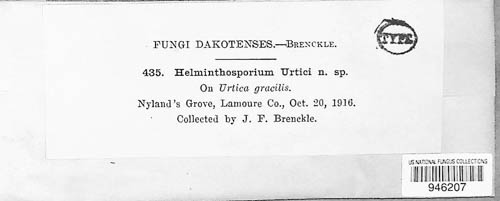 FUNGI DAKOTENSES.—BRENCKLE.
TYPE
435. Helminthosporium Urtici n. sp.
On Urtica gracilis.
Nyland's Grove, Lamoure Co., Oct. 20, 1916.
Collected by J. F. Brenckle.
US NATIONAL FUNGUS COLLECTIONS
946207